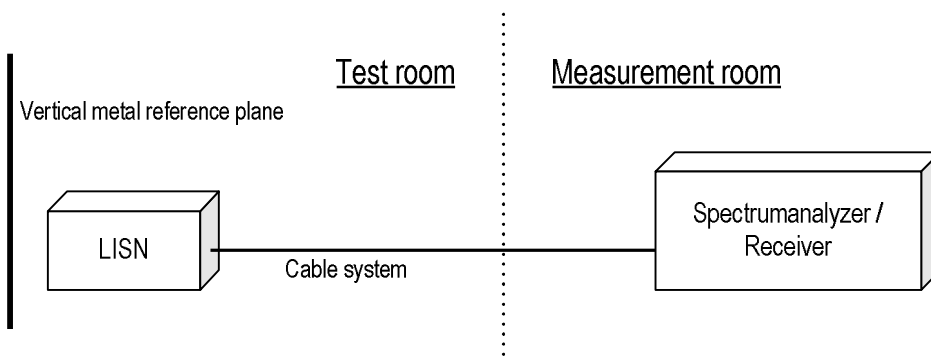 Test room
Measurement room
Vertical metal reference plane
LISN
Cable system
Spectrumanalyzer /
Receiver